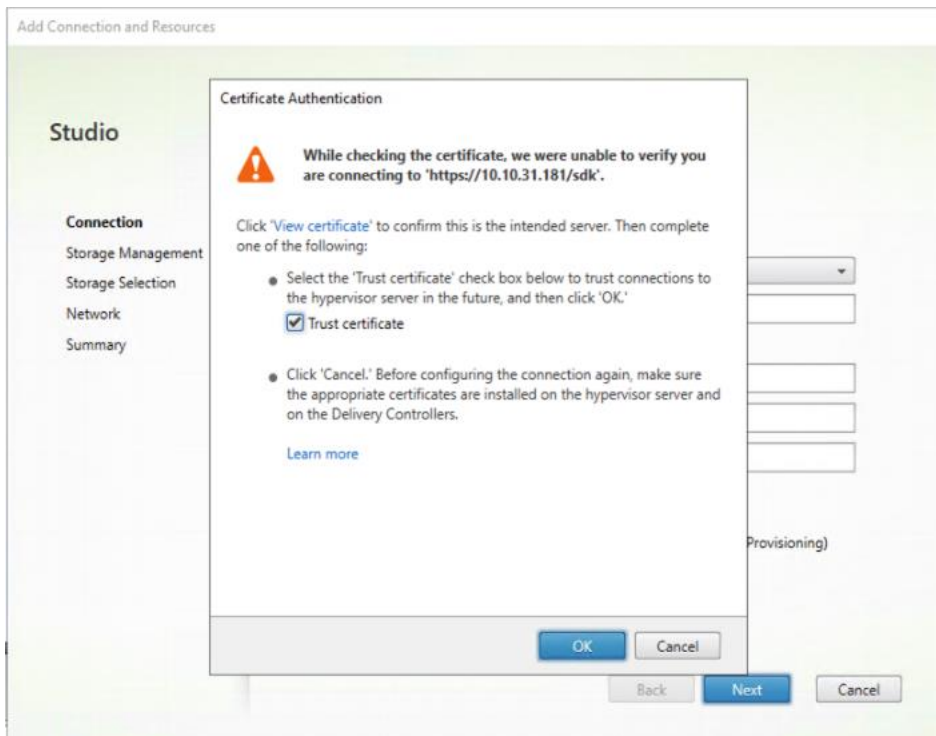 Add Connection and Resources
Studio
Connection
Storage Management
Storage Selection
Network
Summary
Certificate Authentication
While checking the certificate, we were unable to verify you
are connecting to 'https://10.10.31.181/sdk'.
Click 'View certificate' to confirm this is the intended server. Then complete
one of the following:
Select the 'Trust certificate' check box below to trust connections to
the hypervisor server in the future, and then click 'OK.'
Trust certificate
Click 'Cancel.' Before configuring the connection again, make sure
the appropriate certificates are installed on the hypervisor server and
on the Delivery Controllers.
Learn more
Provisioning)
OK
Cancel
Back
Next
Cancel